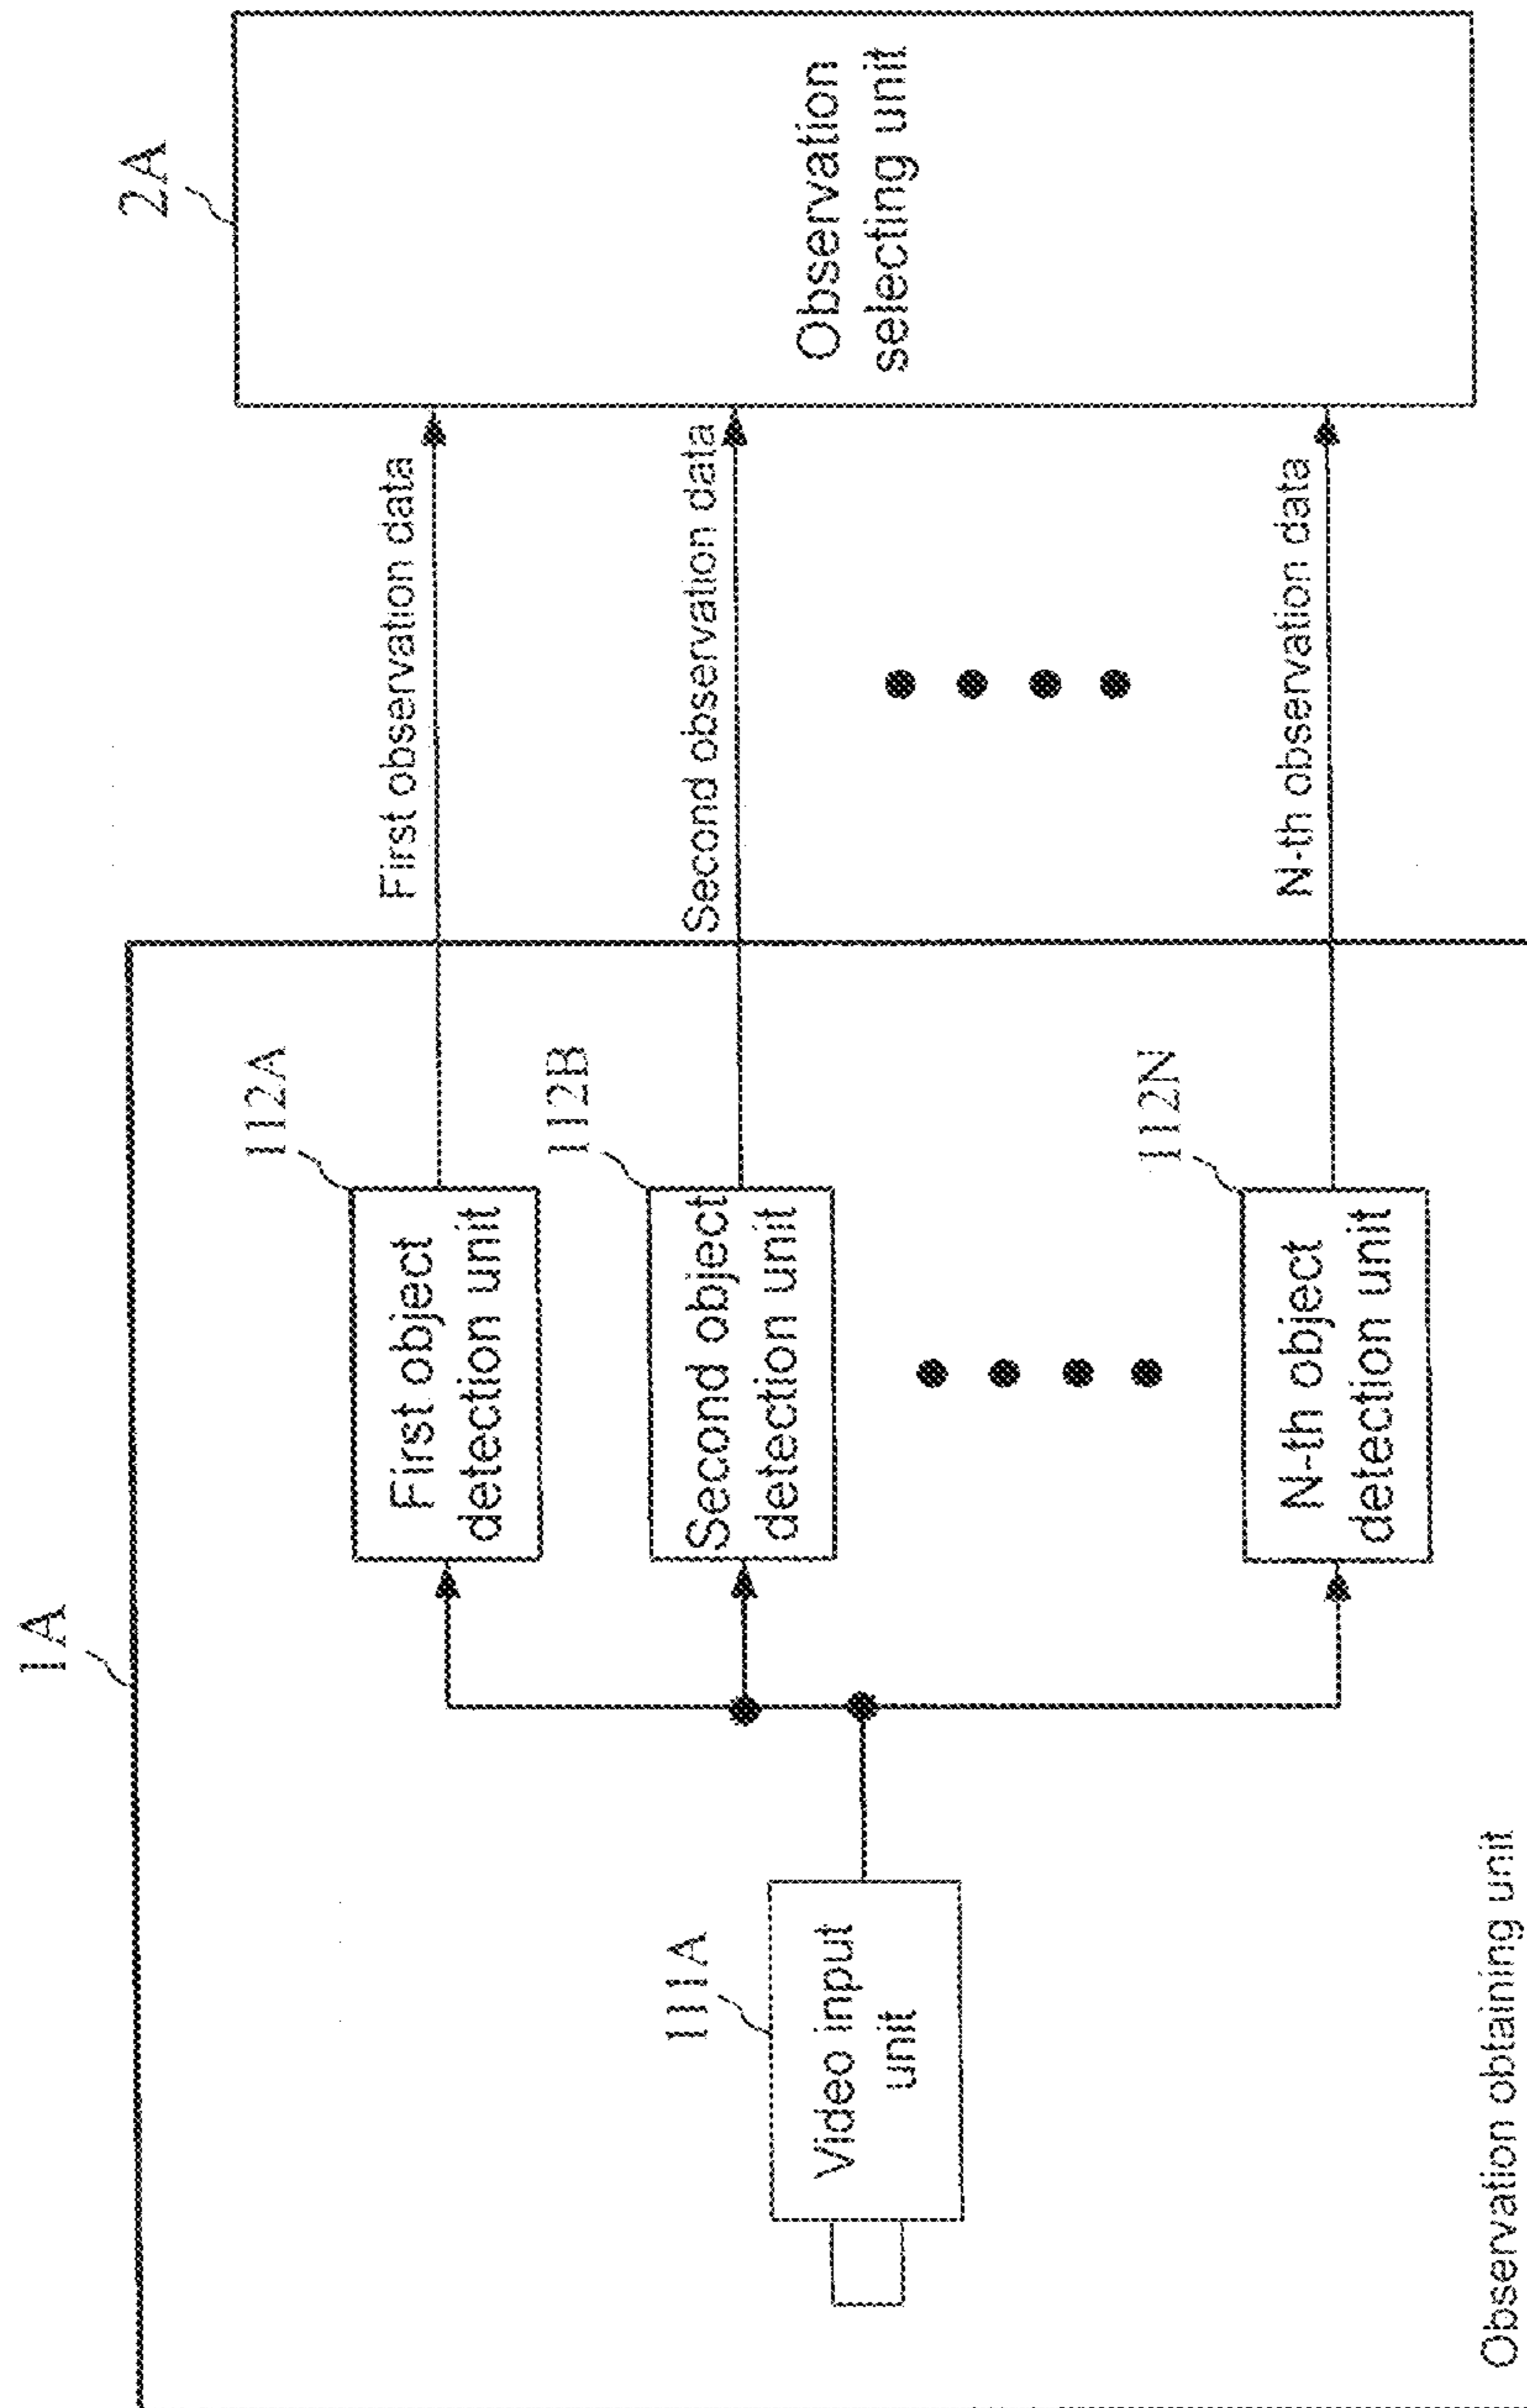 1A
2A
111A
Video input
unit
112A
First object
detection unit
112B
Second object
detection unit
112N
N-th object
detection unit
First observation data
Second observation data
N-th observation data
Observation
selecting unit
Observation obtaining unit